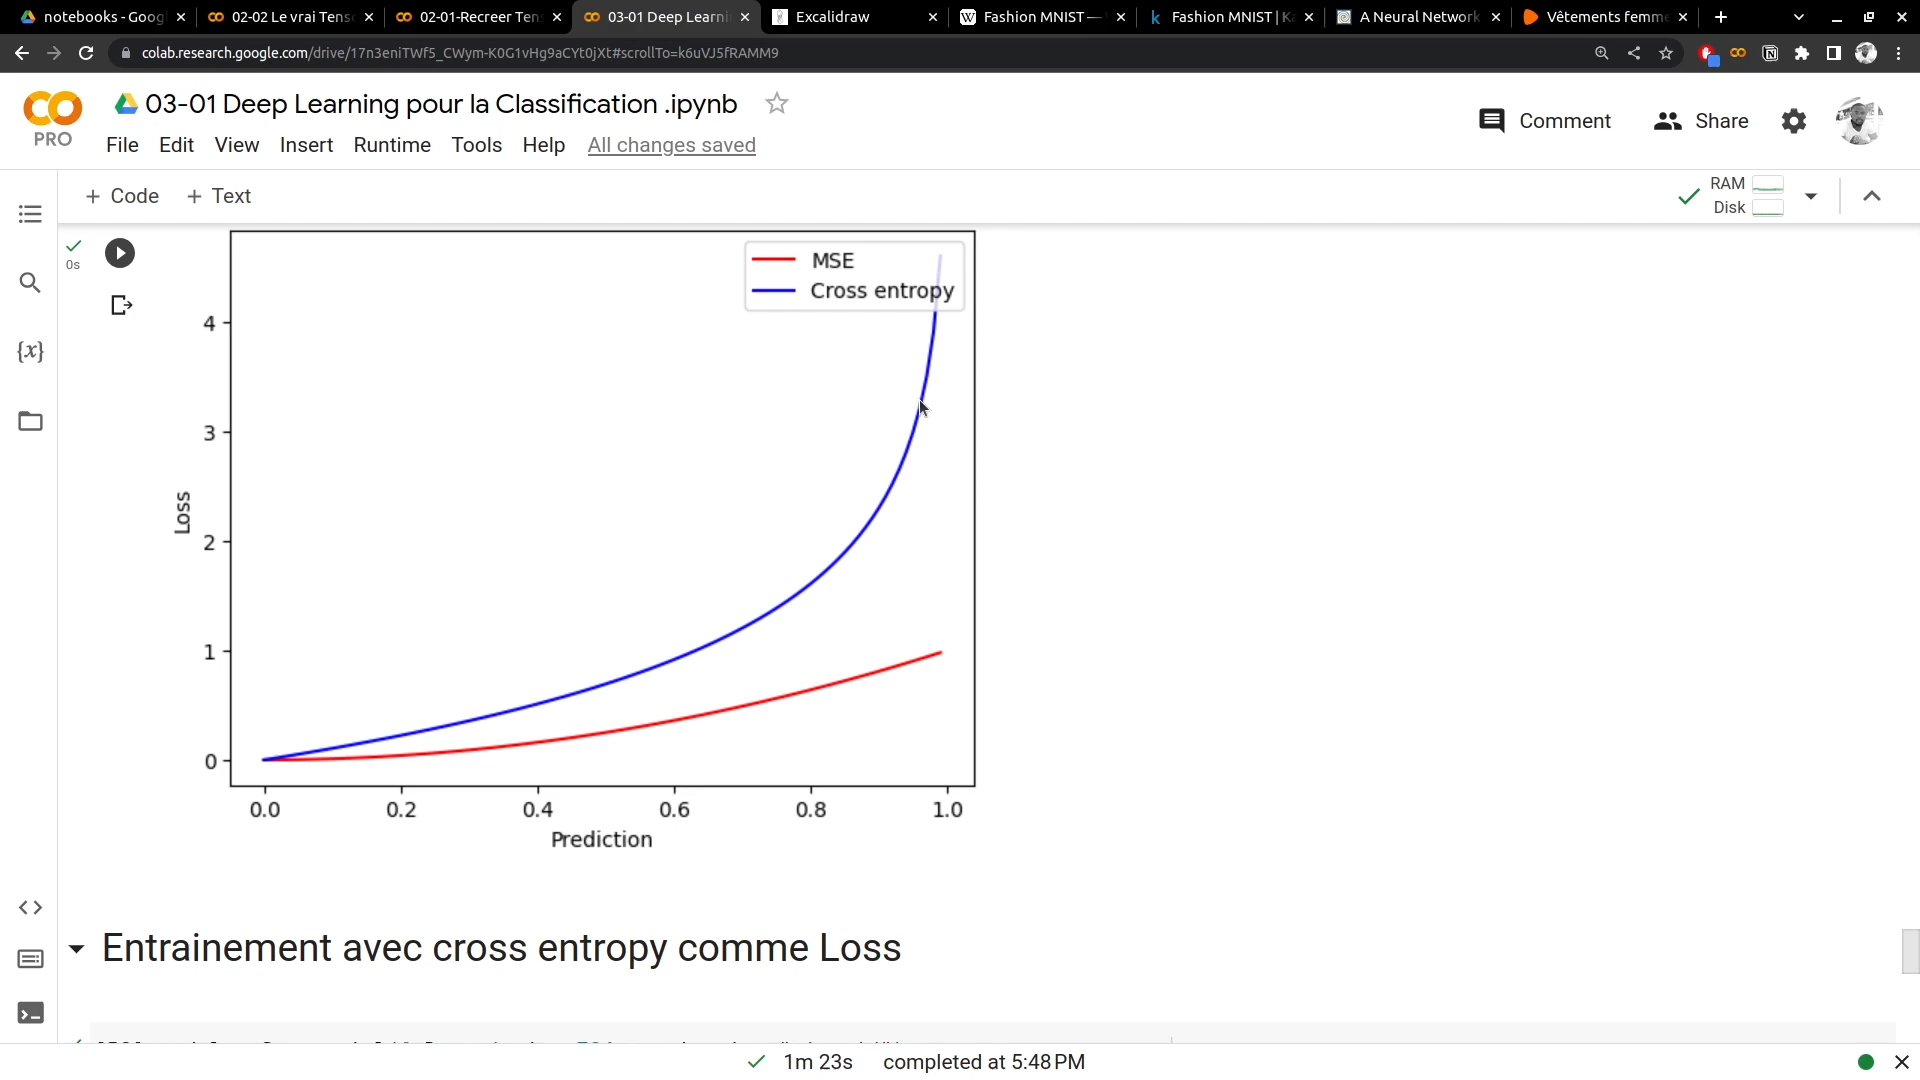 notebooks - Goog
02-02 Le vrai Tens
02-01-Recreer Ten
03-01 Deep Learni
Excalidraw
Fashion MNIST —
Fashion MNIST | K
A Neural Network
Vêtements femm
colab.research.google.com/drive/17n3eniTWf5_CWym-K0G1vHg9aCYt0jXt#scrollTo=k6uVJ5fRAMM9
PRO
03-01 Deep Learning pour la Classification .ipynb
File Edit View Insert Runtime Tools Help All changes saved
Comment
Share
+ Code + Text
RAM
Disk
0s
{x}
MSE
Cross entropy
4
3
2
1
0
Loss
0.0 0.2 0.4 0.6 0.8 1.0
Prediction
Entrainement avec cross entropy comme Loss
1m 23s completed at 5:48 PM